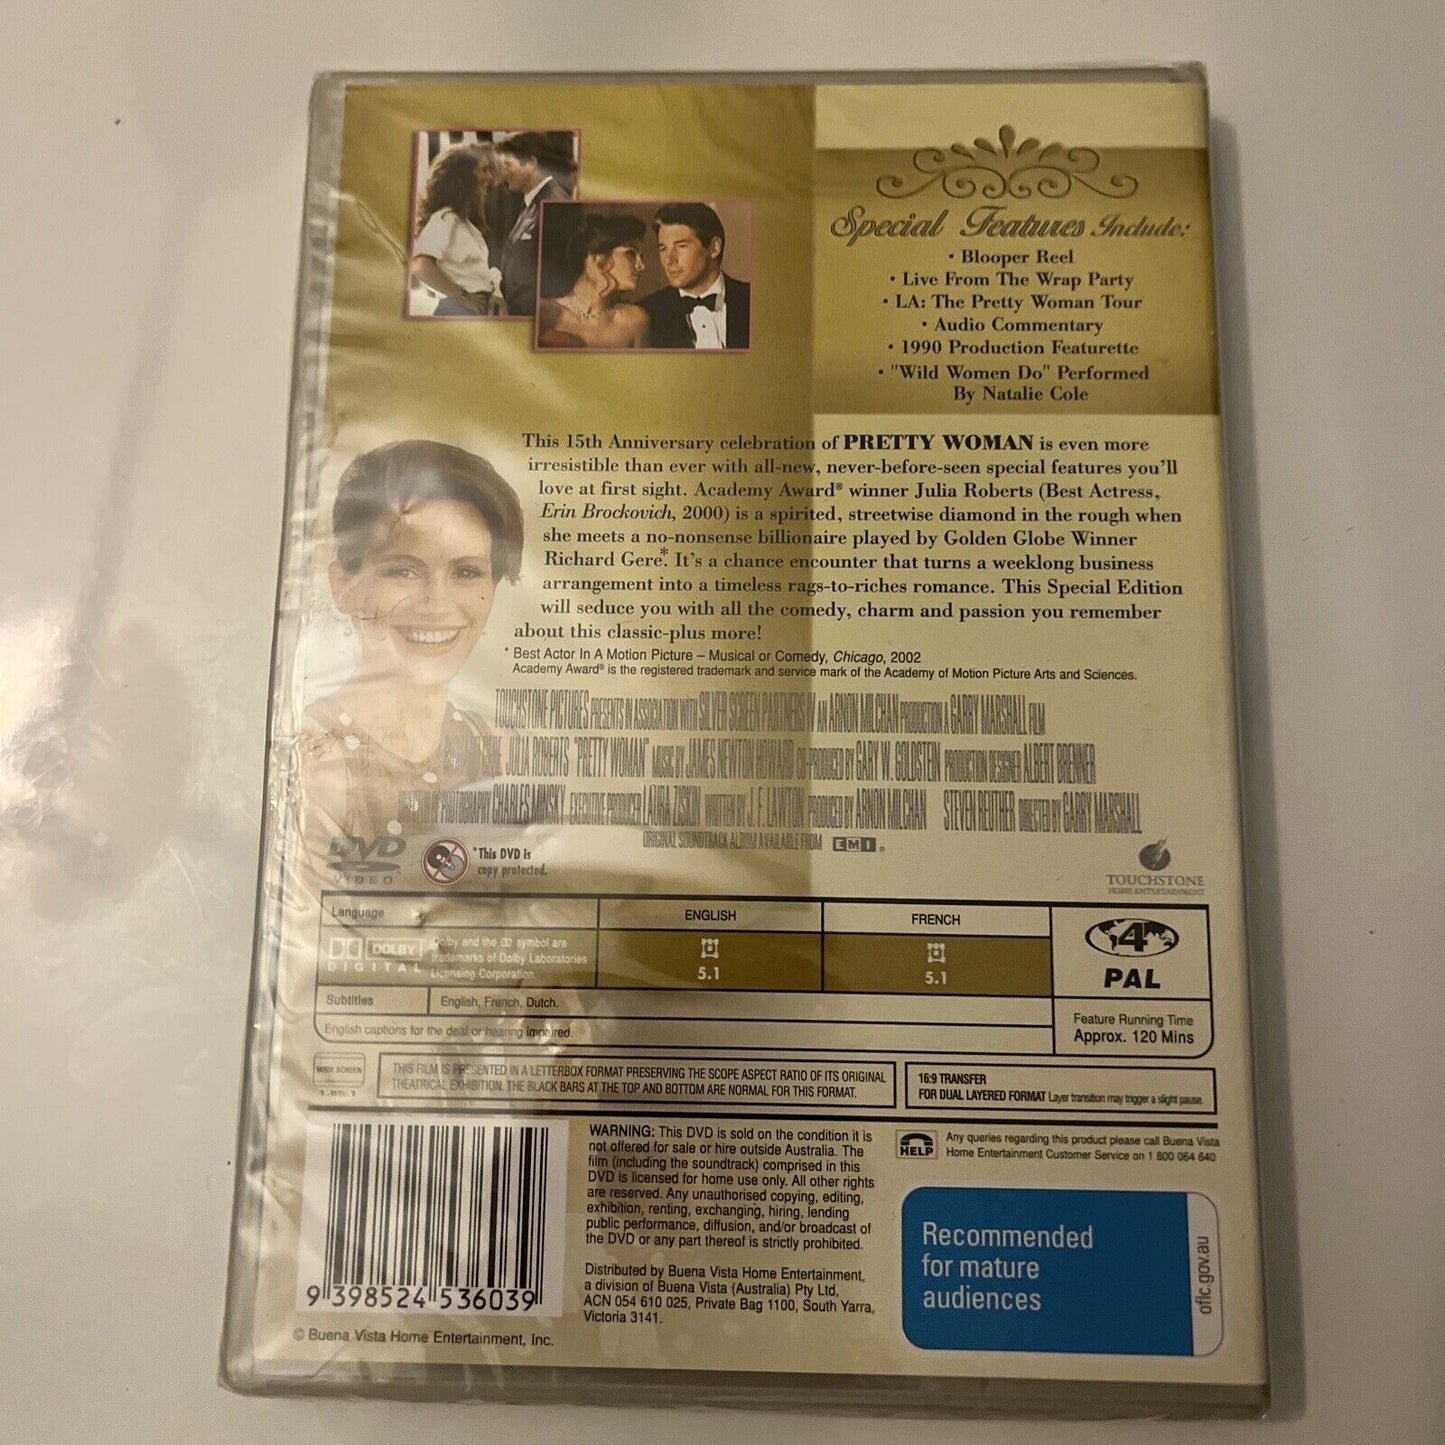 Special Features Include:
• Blooper Reel
• Live From The Wrap Party
• LA: The Pretty Woman Tour
• Audio Commentary
• 1990 Production Featurette
• "Wild Women Do" Performed
By Natalie Cole
This 15th Anniversary celebration of PRETTY WOMAN is even more
irresistible than ever with all-new, never-before-seen special features you'll
love at first sight. Academy Award® winner Julia Roberts (Best Actress,
Erin Brockovich, 2000) is a spirited, streetwise diamond in the rough when
she meets a no-nonsense billionaire played by Golden Globe Winner
Richard Gere*. It's a chance encounter that turns a weeklong business
arrangement into a timeless rags-to-riches romance. This Special Edition
will seduce you with all the comedy, charm and passion you remember
about this classic-plus more!
* Best Actor In A Motion Picture – Musical or Comedy, Chicago, 2002
Academy Award® is the registered trademark and service mark of the Academy of Motion Picture Arts and Sciences.
TOUCHSTONE PICTURES PRESENTS IN ASSOCIATION WITH SILVER SCREEN PARTNERS IV AN ARNON MILCHAN PRODUCTION A GARRY MARSHALL FILM
GERE JULIA ROBERTS "PRETTY WOMAN" MUSIC BY JAMES NEWTON HOWARD CO-PRODUCED BY GARY W. GOLDSTEIN PRODUCTION DESIGNER ALBERT BRENNER
DIRECTOR OF PHOTOGRAPHY CHARLES MINSKY EXECUTIVE PRODUCER LAURA ZISKIN WRITTEN BY J.F. LAWTON PRODUCED BY ARNON MILCHAN STEVEN REUTHER DIRECTED BY GARRY MARSHALL
ORIGINAL SOUNDTRACK ALBUM AVAILABLE FROM EMI®
DVD
VIDEO
*This DVD is
copy protected.
TOUCHSTONE
HOME ENTERTAINMENT
Language
ENGLISH
FRENCH
DOLBY
DIGITAL
Dolby and the symbol are
trademarks of Dolby Laboratories
Licensing Corporation.
5.1
5.1
4
PAL
Subtitles
English, French, Dutch.
English captions for the deaf or hearing impaired.
Feature Running Time
Approx. 120 Mins
WIDE SCREEN
1.85:1
THIS FILM IS PRESENTED IN A LETTERBOX FORMAT PRESERVING THE SCOPE ASPECT RATIO OF ITS ORIGINAL
THEATRICAL EXHIBITION. THE BLACK BARS AT THE TOP AND BOTTOM ARE NORMAL FOR THIS FORMAT.
16:9 TRANSFER
FOR DUAL LAYERED FORMAT Layer transition may trigger a slight pause.
WARNING: This DVD is sold on the condition it is
not offered for sale or hire outside Australia. The
film (including the soundtrack) comprised in this
DVD is licensed for home use only. All other rights
are reserved. Any unauthorised copying, editing,
exhibition, renting, exchanging, hiring, lending
public performance, diffusion, and/or broadcast of
the DVD or any part thereof is strictly prohibited.
Distributed by Buena Vista Home Entertainment,
a division of Buena Vista (Australia) Pty Ltd,
ACN 054 610 025, Private Bag 1100, South Yarra,
Victoria 3141.
HELP
Any queries regarding this product please call Buena Vista
Home Entertainment Customer Service on 1 800 064 640
Recommended
for mature
audiences
oflc.gov.au
9 398524 536039
© Buena Vista Home Entertainment, Inc.